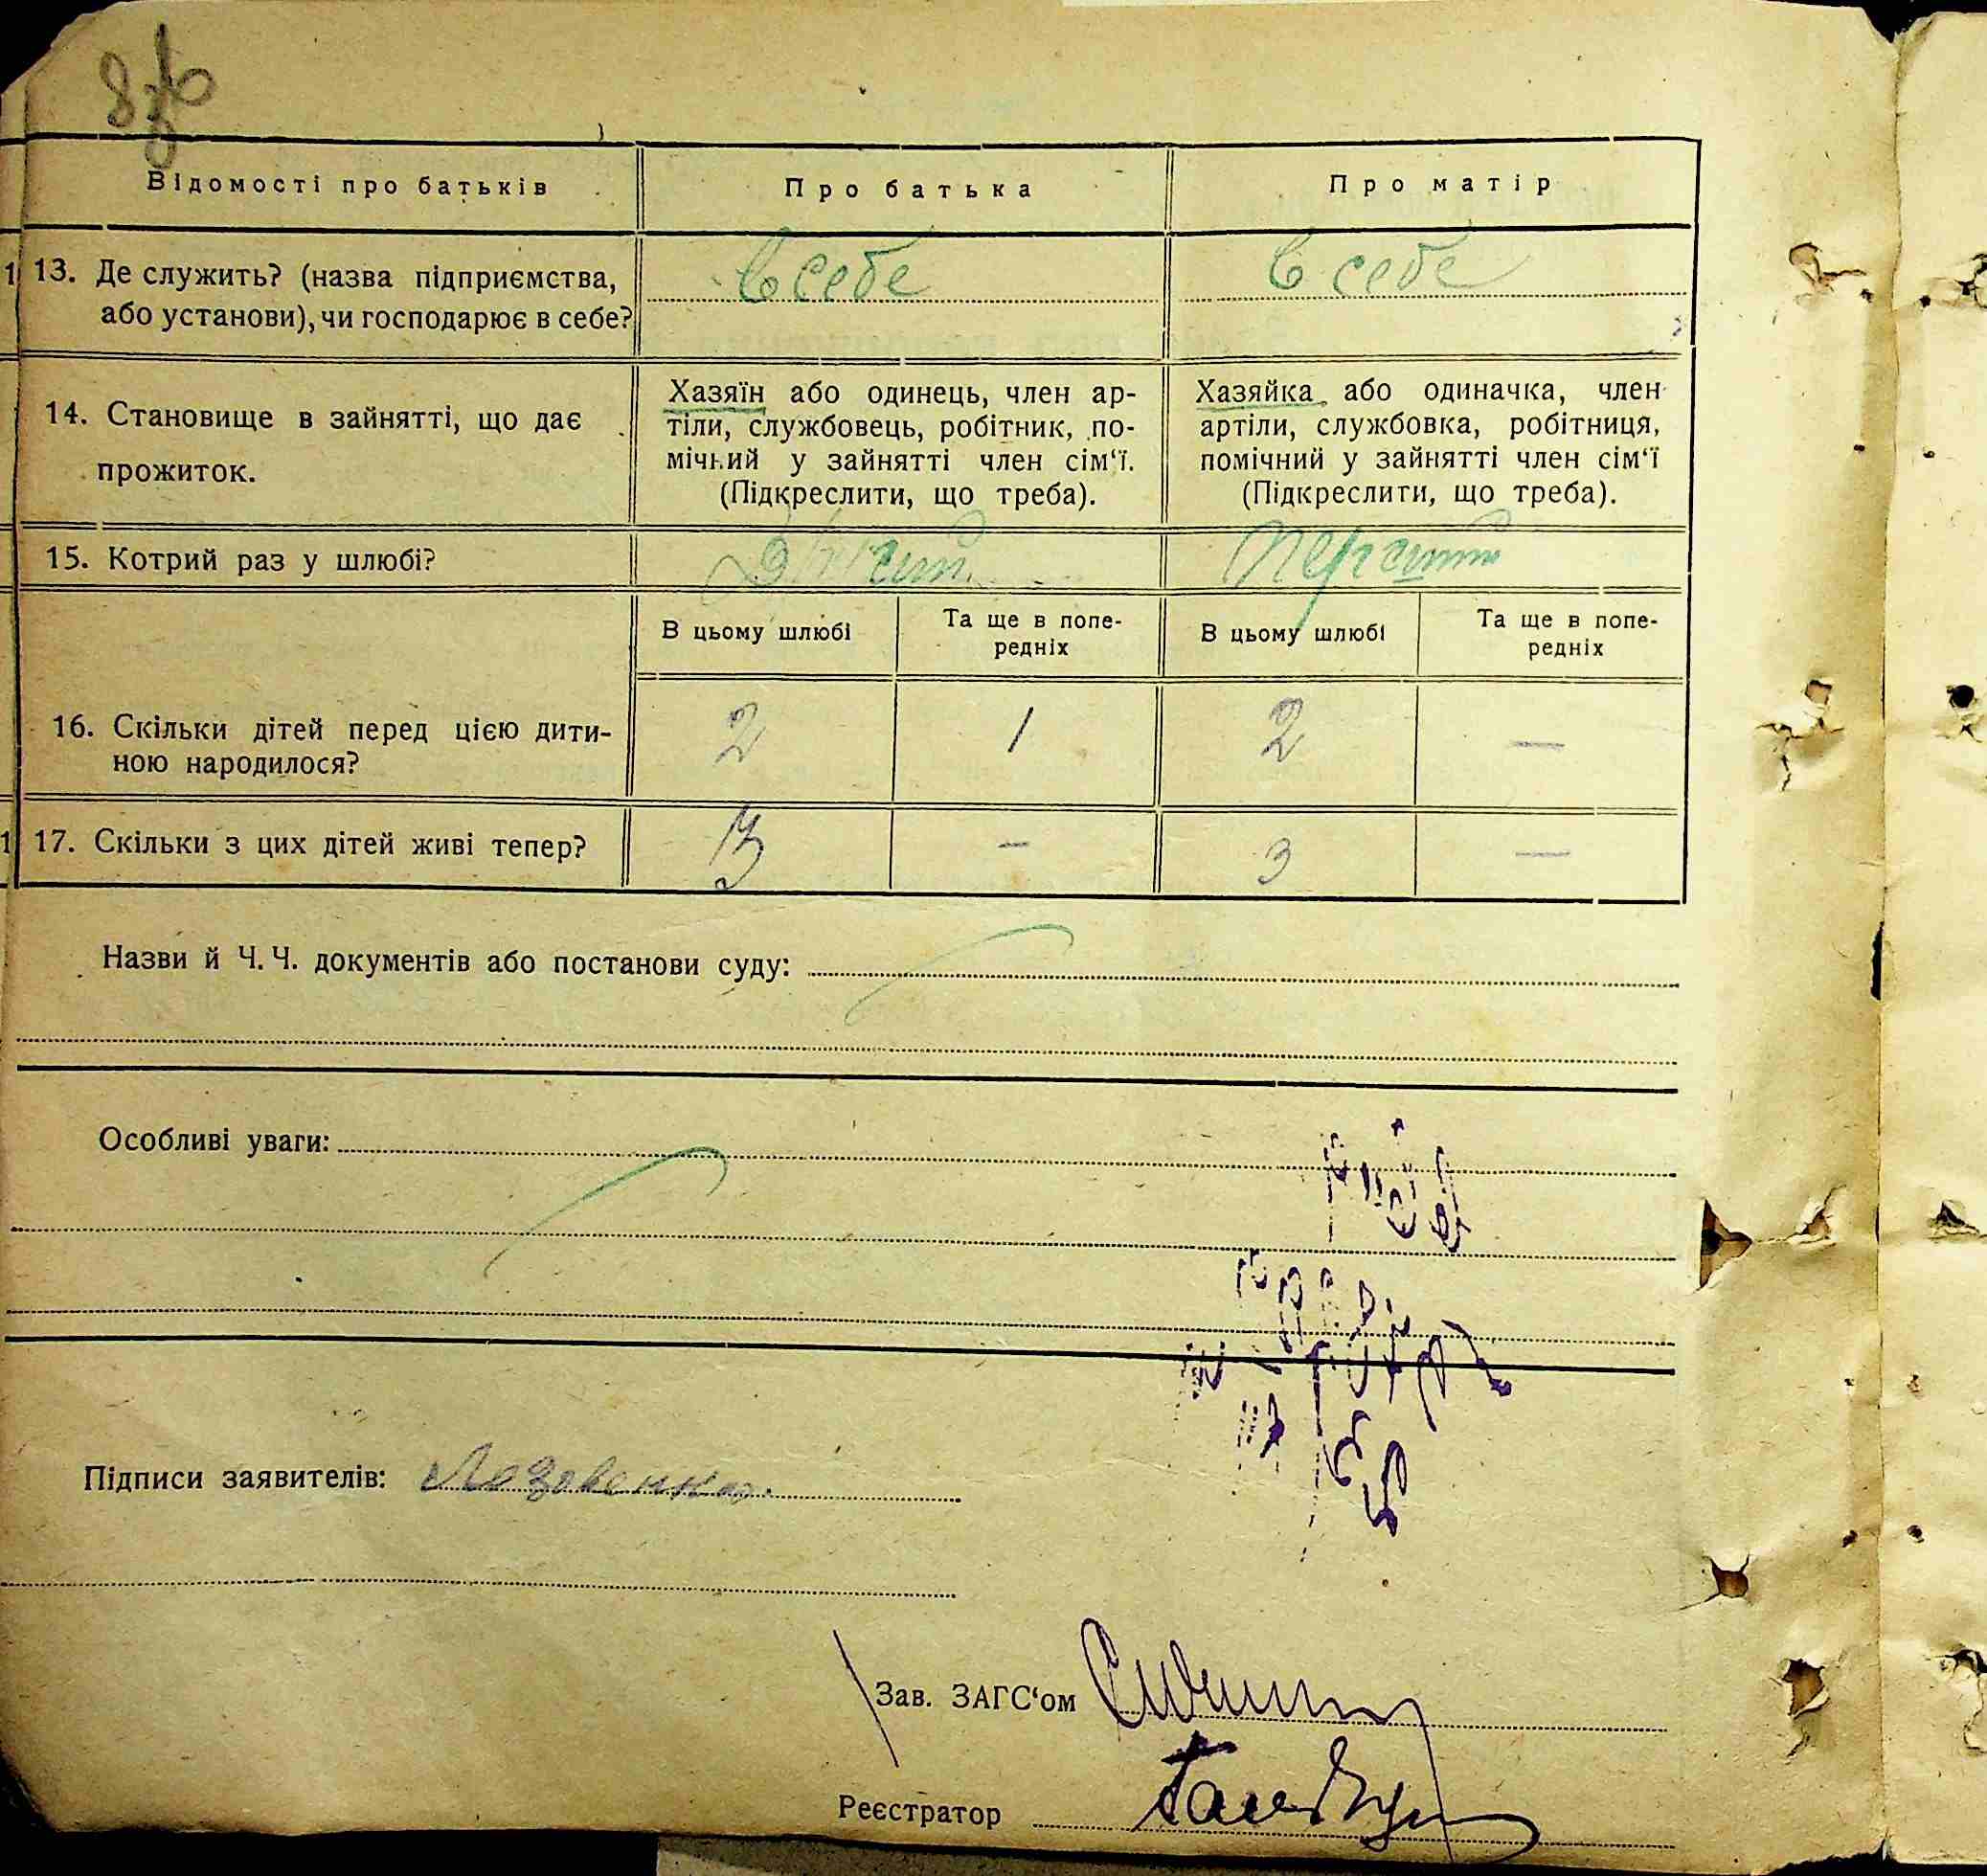 Відомості про батьків Про батька Про матір
13. Де служить? (назва підприємства, в себе в себе
або установи), чи господарює в себе?
14. Становище в зайнятті, що дає
прожиток.
Хазяїн або одинець, член ар-
тіли, службовець, робітник, по-
мічний у зайнятті член сім‘ї.
(Підкреслити, що треба).
Хазяйка або одиначка, член
артіли, службовка, робітниця,
помічний у зайнятті член сім‘ї
(Підкреслити, що треба).
15. Котрий раз у шлюбі?
В цьому шлюбі
Та ще в попе-
редніх
В цьому шлюбі
Та ще в попе-
редніх
16. Скільки дітей перед цією дити- 2 1 2 —
ною народилося?
17. Скільки з цих дітей живі тепер? 3 — 3 —
Назви й Ч. Ч. документів або постанови суду:
Особливі уваги:
Підписи заявителів: Лозовенко.
Зав. ЗАГС‘ом
Реєстратор